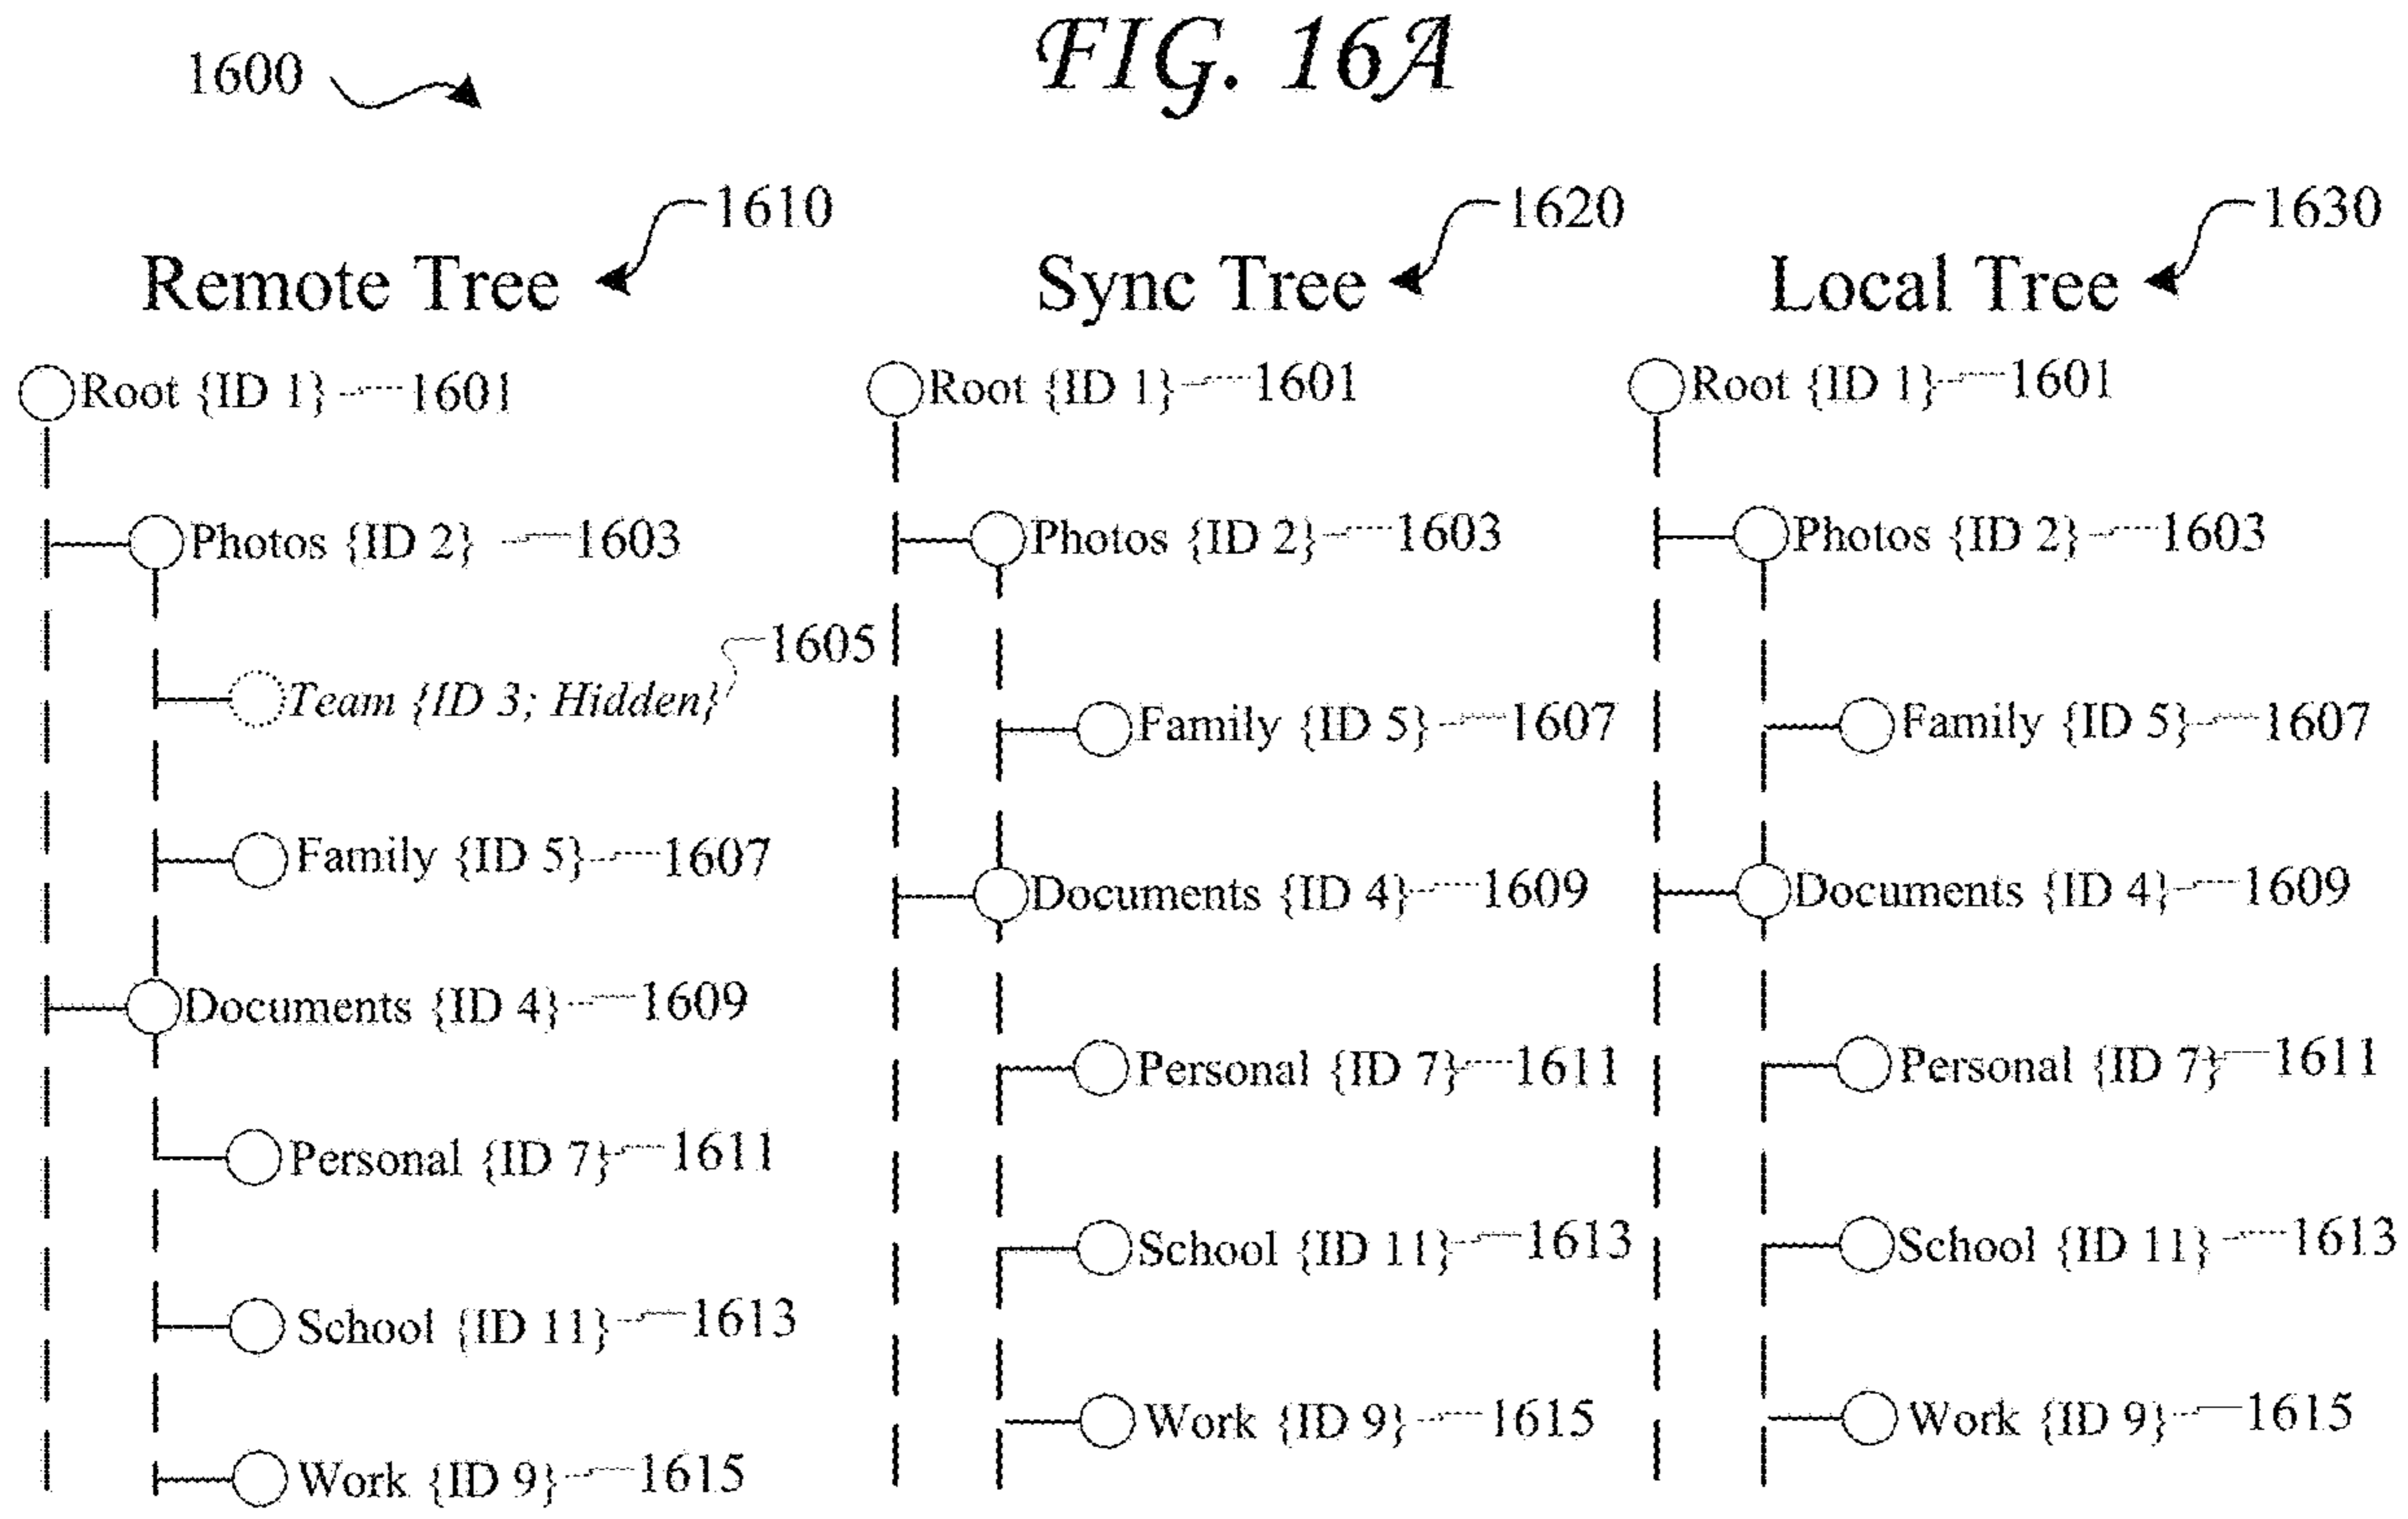 FIG. 16A
1600
1610
1620
1630
Remote Tree
Sync Tree
Local Tree
Root {ID 1} 1601
Root {ID 1} 1601
Root {ID 1} 1601
Photos {ID 2} 1603
Photos {ID 2} 1603
Photos {ID 2} 1603
1605
Team {ID 3; Hidden}
Family {ID 5} 1607
Family {ID 5} 1607
Family {ID 5} 1607
Documents {ID 4} 1609
Documents {ID 4} 1609
Documents {ID 4} 1609
Personal {ID 7} 1611
Personal {ID 7} 1611
Personal {ID 7} 1611
School {ID 11} 1613
School {ID 11} 1613
School {ID 11} 1613
Work {ID 9} 1615
Work {ID 9} 1615
Work {ID 9} 1615